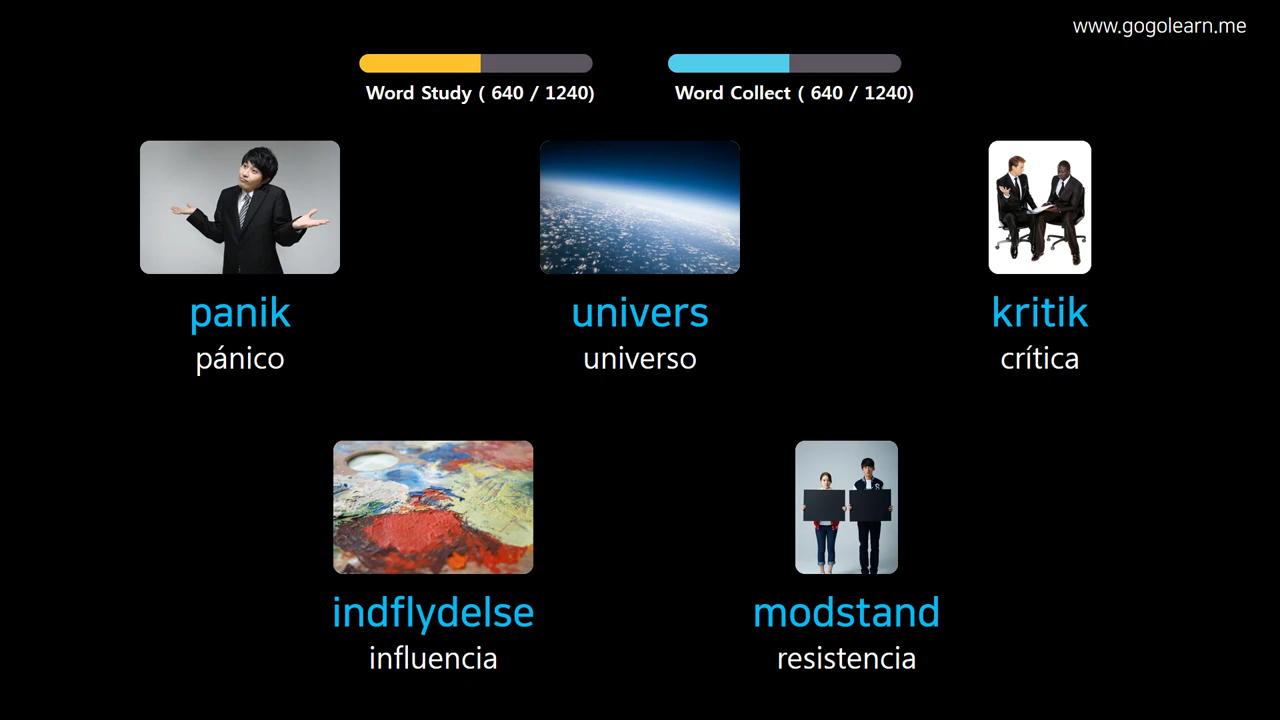 www.gogolearn.me
Word Study ( 640 / 1240)
Word Collect ( 640 / 1240)
panik
pánico
univers
universo
kritik
crítica
indflydelse
influencia
modstand
resistencia